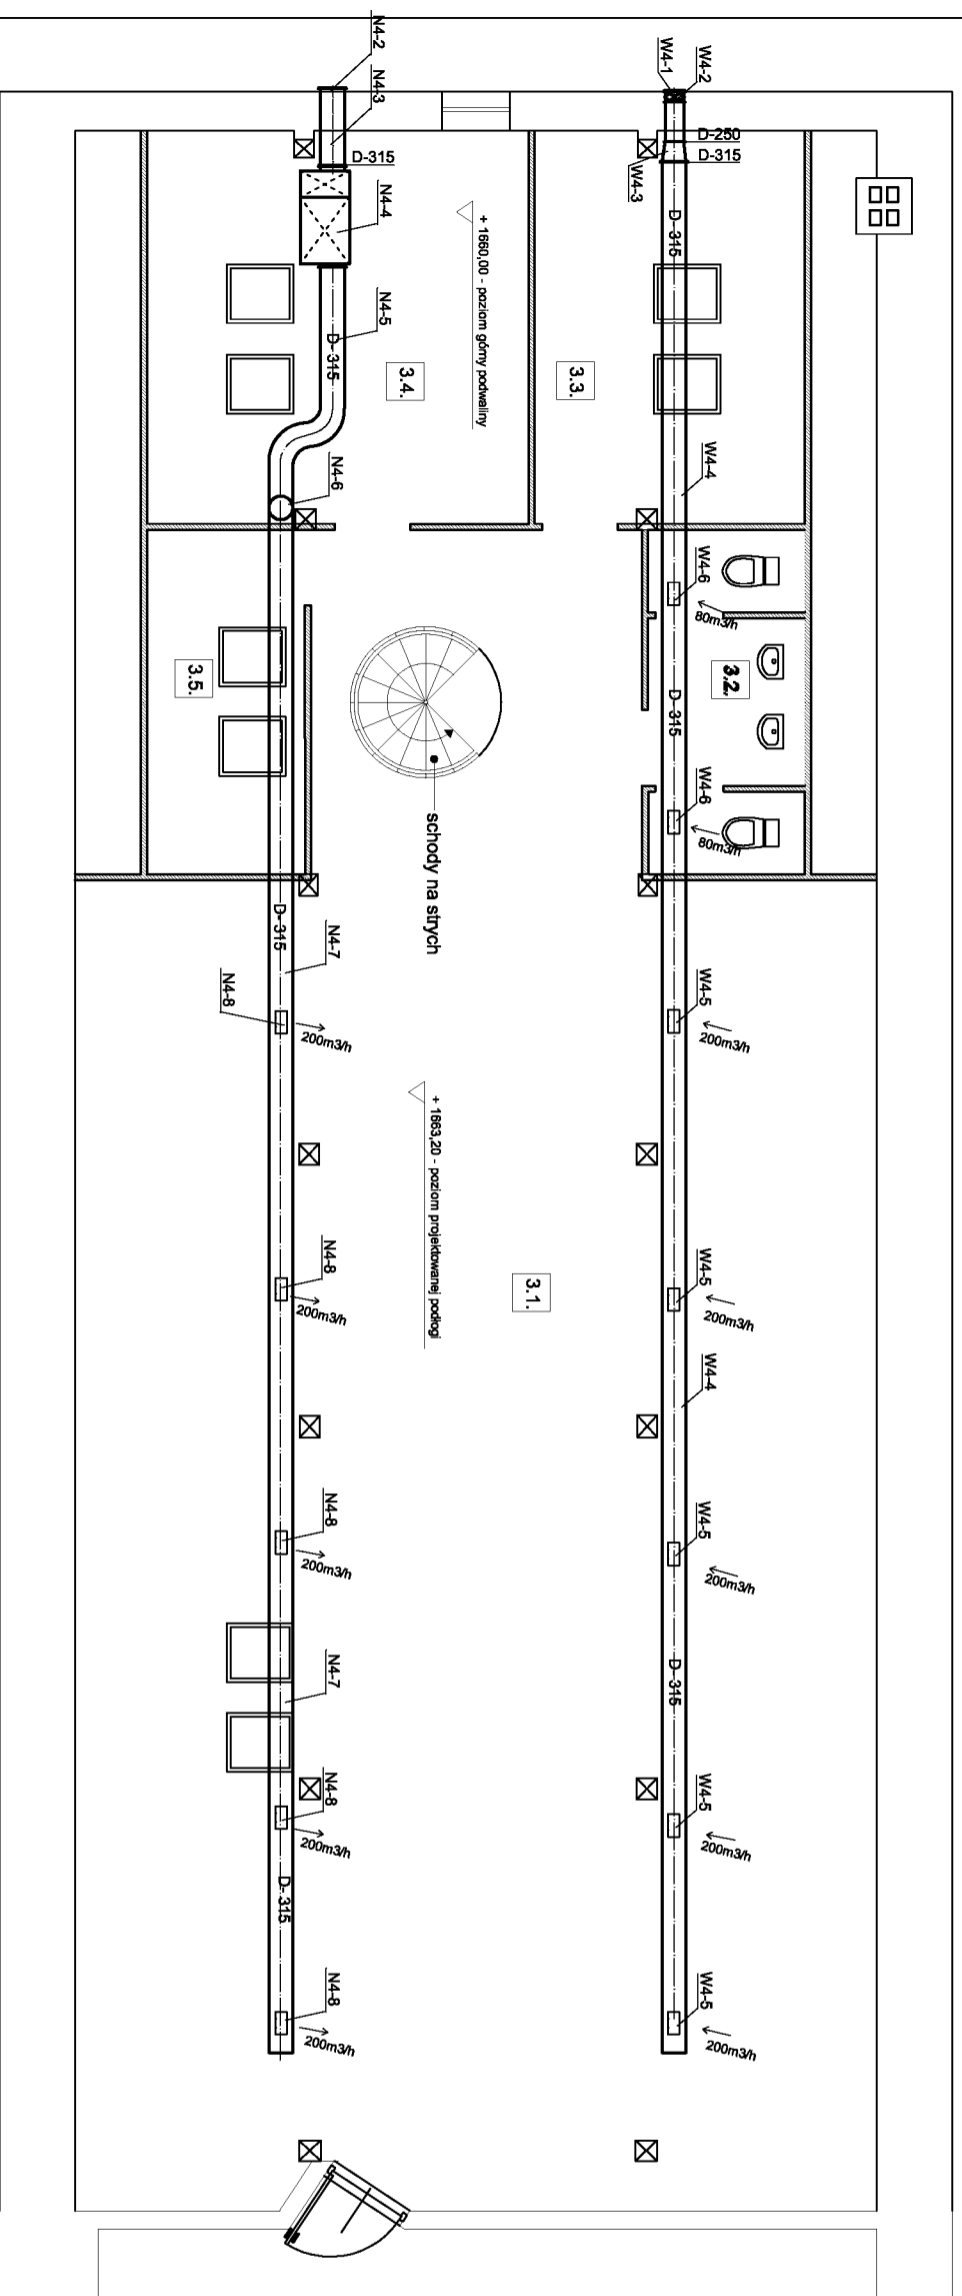 N4-2
N4-3
W4-1
W4-2
D-250
D-315
D-315
W4-3
N4-4
D-315
N4-5
D-315
+ 1660,00 - poziom górny podwaliny
3.4.
3.3.
W4-4
N4-6
W4-6
80m3/h
3.5.
3.2.
D-315
W4-6
80m3/h
schody na strych
D-315
N4-7
N4-8
200m3/h
W4-5
200m3/h
+ 1663,20 - poziom projektowanej podłogi
N4-8
200m3/h
3.1.
W4-5
200m3/h
W4-4
N4-8
200m3/h
W4-5
200m3/h
N4-7
D-315
N4-8
200m3/h
W4-5
200m3/h
D-315
N4-8
200m3/h
W4-5
200m3/h